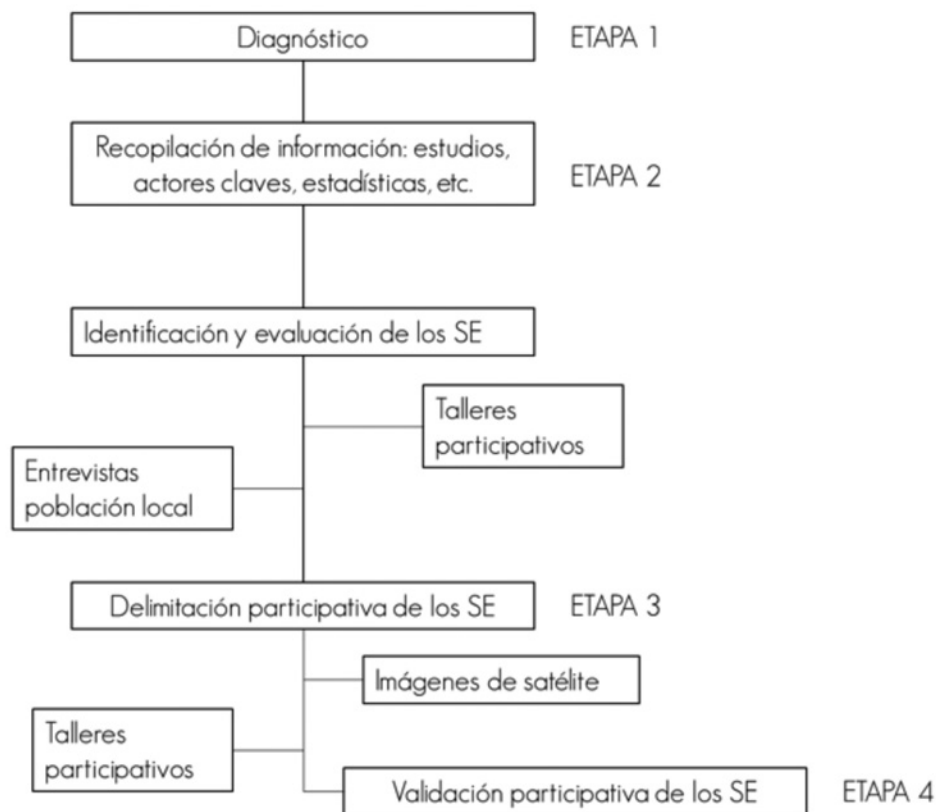 Diagnóstico
ETAPA 1
Recopilación de información: estudios,
actores claves, estadísticas, etc.
ETAPA 2
Identificación y evaluación de los SE
Talleres
participativos
Entrevistas
población local
Delimitación participativa de los SE
ETAPA 3
Imágenes de satélite
Talleres
participativos
Validación participativa de los SE
ETAPA 4